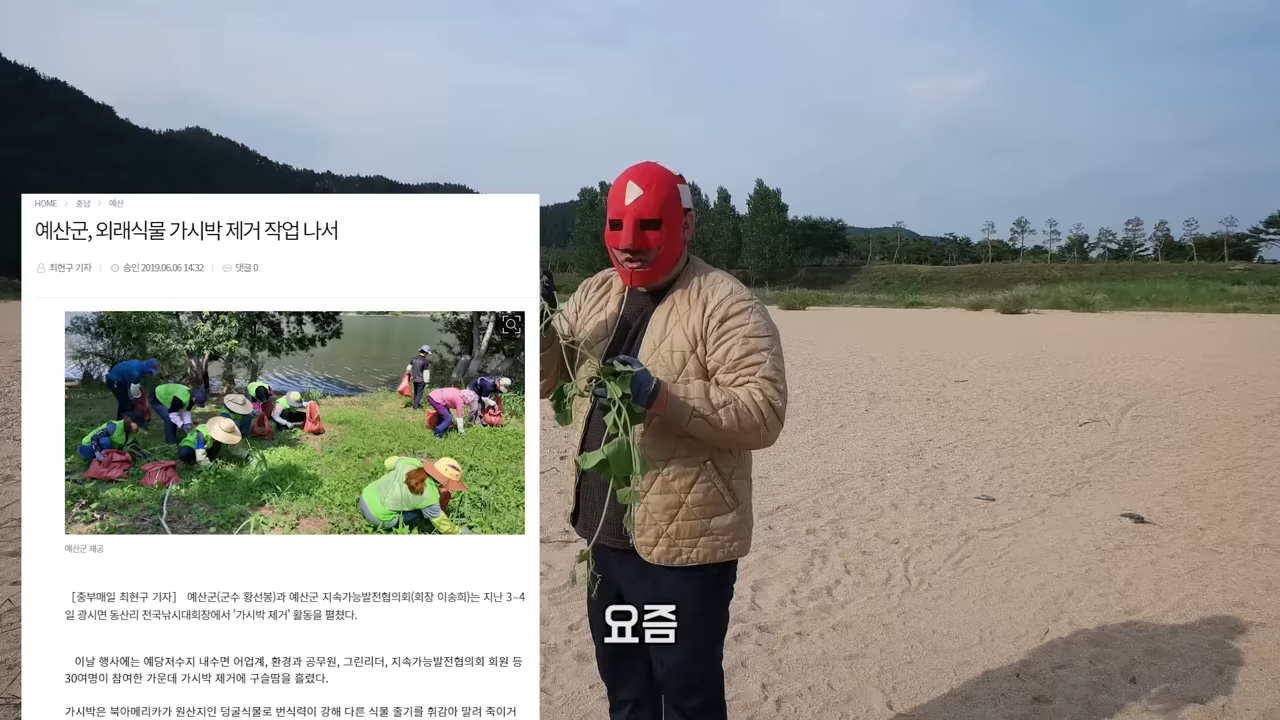 HOME > 충남 > 예산
예산군, 외래식물 가시박 제거 작업 나서
최현구 기자 | 승인 2019.06.06 14:32 | 댓글 0
예산군 제공
[중부매일 최현구 기자] 예산군(군수 황선봉)과 예산군 지속가능발전협의회(회장 이송희)는 지난 3~4
일 광시면 동산리 전국낚시대회장에서 '가시박 제거' 활동을 펼쳤다.
이날 행사에는 예당저수지 내수면 어업계, 환경과 공무원, 그린리더, 지속가능발전협의회 회원 등
30여명이 참여한 가운데 가시박 제거에 구슬땀을 흘렸다.
가시박은 북아메리카가 원산지인 덩굴식물로 번식력이 강해 다른 식물 줄기를 휘감아 말려 죽이거
요즘